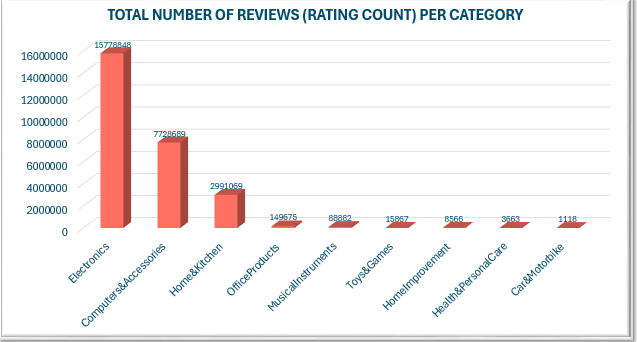 TOTAL NUMBER OF REVIEWS (RATING COUNT) PER CATEGORY
16000000
14000000
12000000
10000000
8000000
6000000
4000000
2000000
0
15778848
7728689
2991069
149675
88882
15867
8566
3663
1118
Electronics
Computers&Accessories
Home&Kitchen
OfficeProducts
MusicalInstruments
Toys&Games
HomeImprovement
Health&PersonalCare
Car&Motorbike